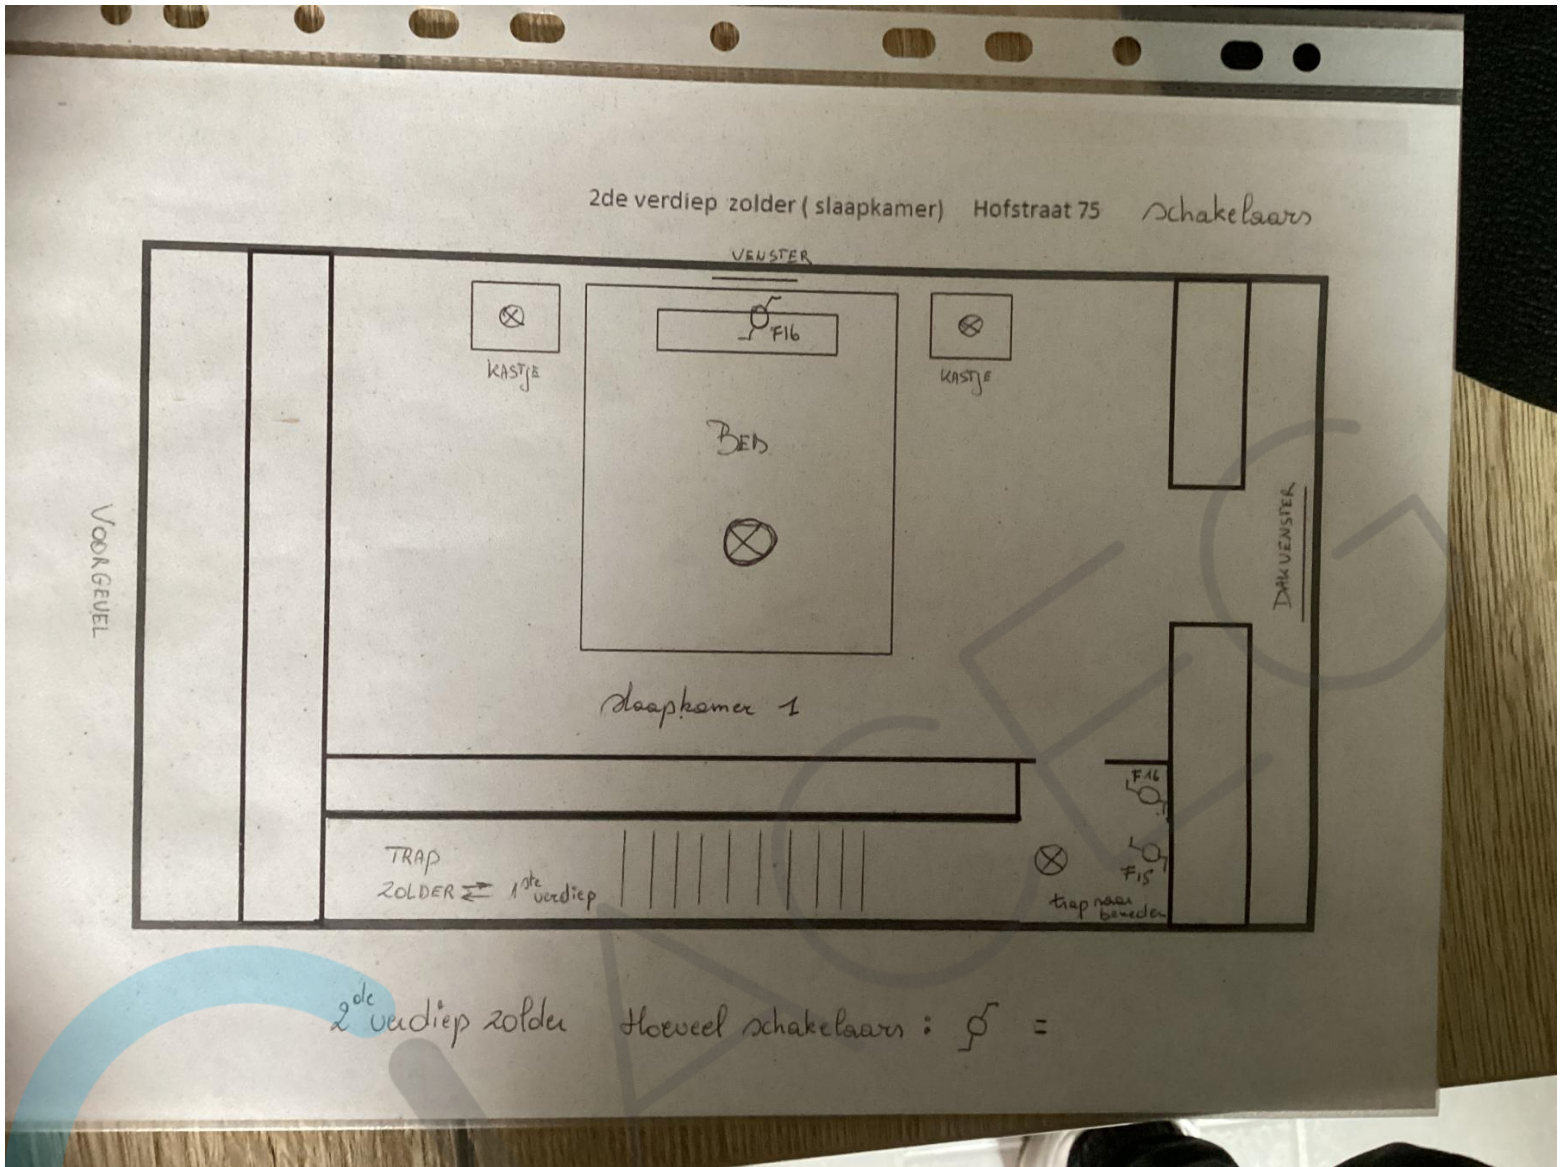 2de verdiep zolder ( slaapkamer) Hofstraat 75 schakelaars
VENSTER
F16
KASTJE
KASTJE
BED
VOORGEVEL
DAKVENSTER
slaapkamer 1
F16
TRAP
ZOLDER ⇄ 1ste verdiep
F15
trap naar
beneden
2de verdiep zolder Hoeveel schakelaars : =
ACEG